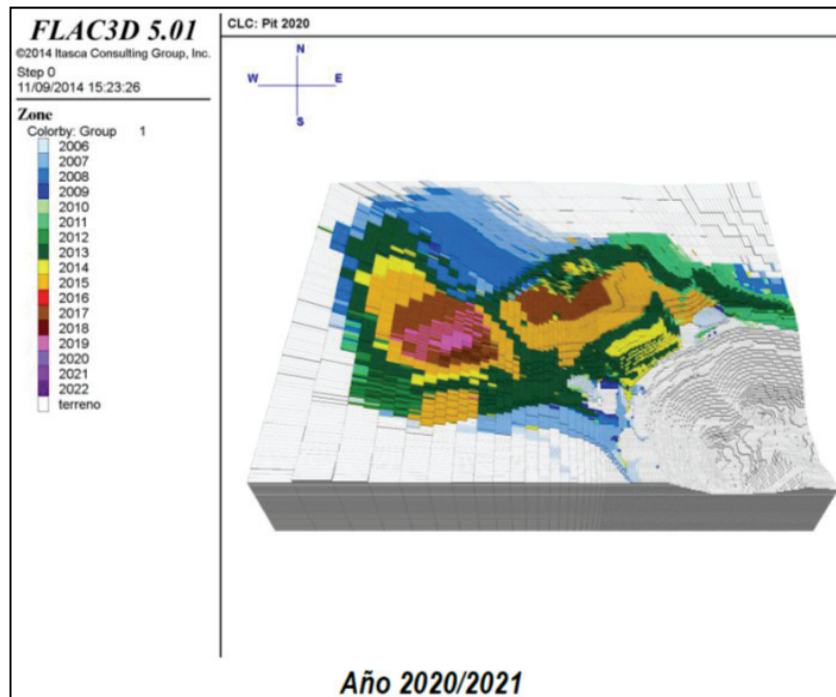 FLAC3D 5.01
©2014 Itasca Consulting Group, Inc.
Step 0
11/09/2014 15:23:26
Zone
Colorby: Group 1
2006
2007
2008
2009
2010
2011
2012
2013
2014
2015
2016
2017
2018
2019
2020
2021
2022
terreno
CLC: Pit 2020
N
W E
S
Año 2020/2021